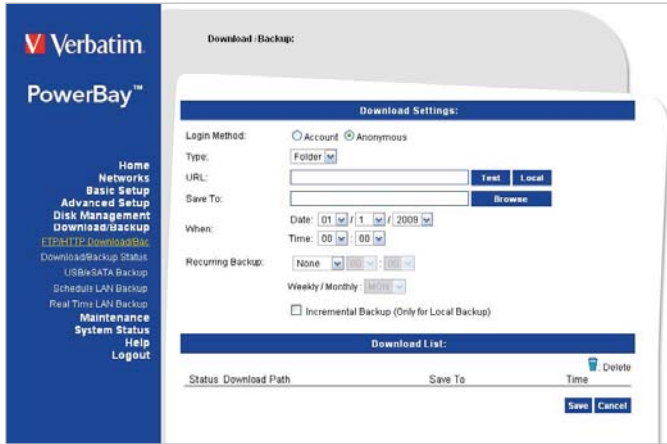 Verbatim.
PowerBay™
Home
Networks
Basic Setup
Advanced Setup
Disk Management
Download/Backup
FTP/HTTP Download/Bac
Download/Backup Status
USB/eSATA Backup
Schedule LAN Backup
Real Time LAN Backup
Maintenance
System Status
Help
Logout
Download /Backup:
Download Settings:
Login Method: Account Anonymous
Type: Folder
URL: Test Local
Save To: Browse
When: Date: 01 / 1 / 2009
Time: 00 : 00
Recurring Backup: None 00 : 00
Weekly / Monthly: MON
Incremental Backup (Only for Local Backup)
Download List:
: Delete
Status Download Path Save To Time
Save Cancel